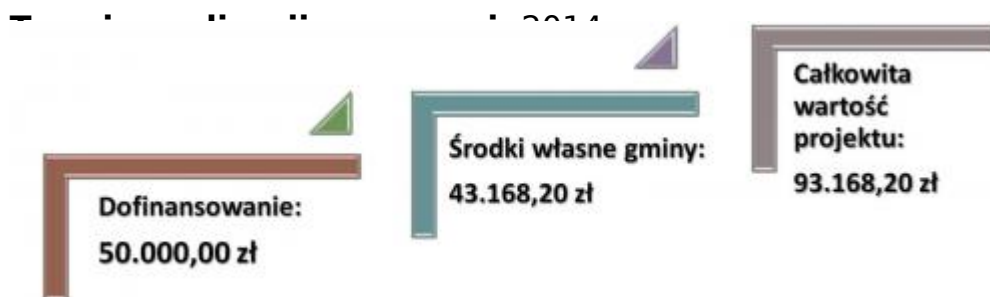 2014
Dofinansowanie:
50.000,00 zł
Środki własne gminy:
43.168,20 zł
Całkowita
wartość
projektu:
93.168,20 zł